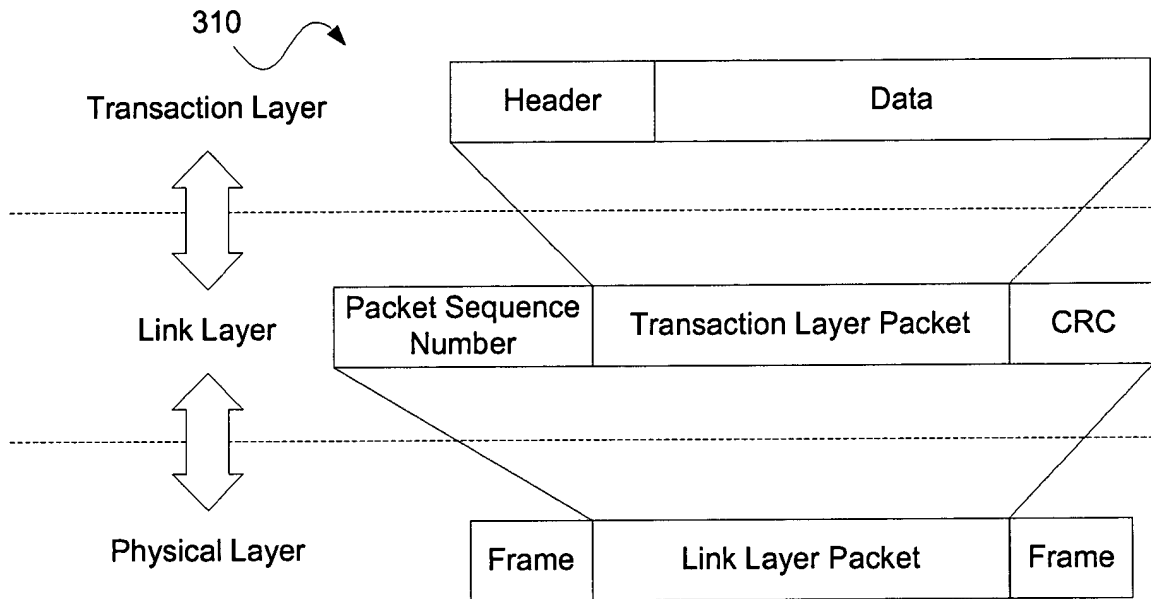 310
Transaction Layer
Header
Data
Link Layer
Packet Sequence
Number
Transaction Layer Packet
CRC
Physical Layer
Frame
Link Layer Packet
Frame